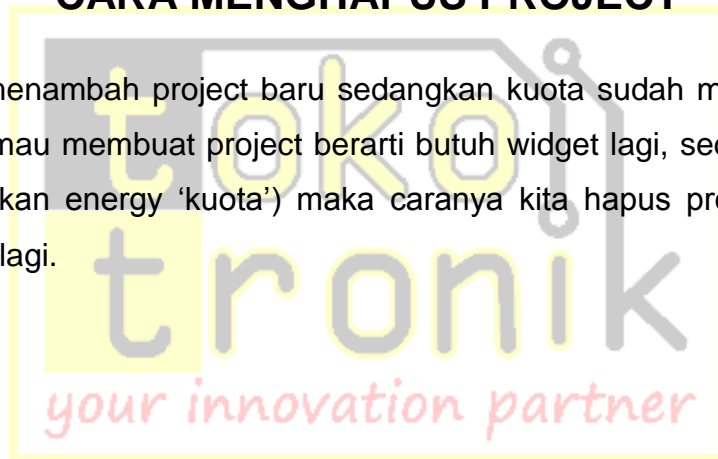 CARA MENGHAPUS PROJECT
menambah project baru sedangkan kuota sudah m
mau membuat project berarti butuh widget lagi, sec
kan energy ‘kuota’) maka caranya kita hapus pr
lagi.
toko
tronik
your innovation partner